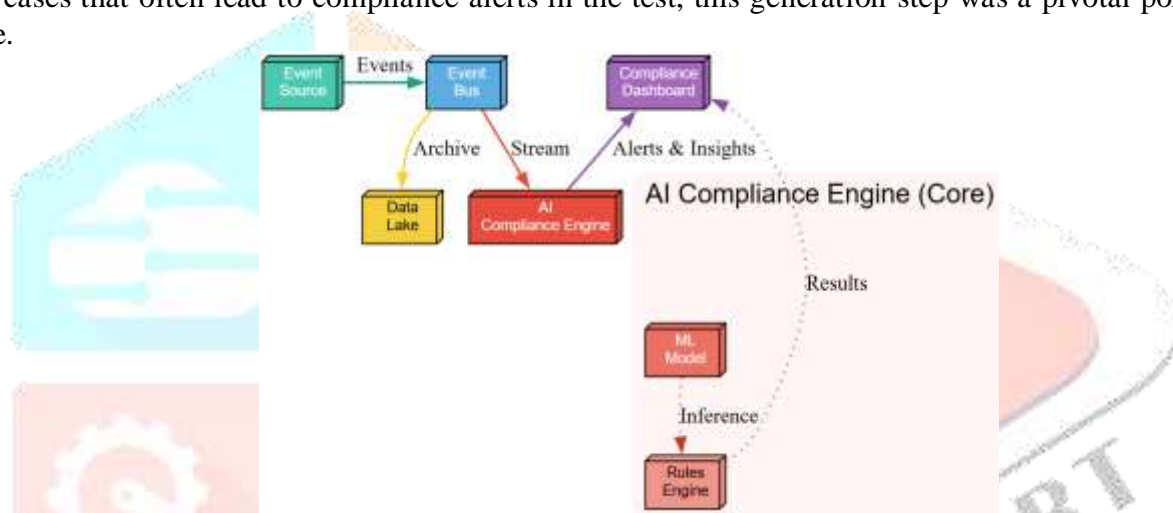 cases that often lead to compliance alerts in the test, this generation step was a pivotal po
e.
Event
Source
Events
Event
Bus
Compliance
Dashboard
Archive
Stream
Alerts & Insights
Data
Lake
AI
Compliance Engine
AI Compliance Engine (Core)
Results
ML
Model
Inference
Rules
Engine
RT